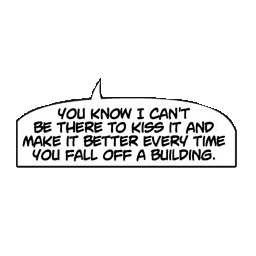 YOU KNOW I CAN'T
BE THERE TO KISS IT AND
MAKE IT BETTER EVERY TIME
YOU FALL OFF A BUILDING.